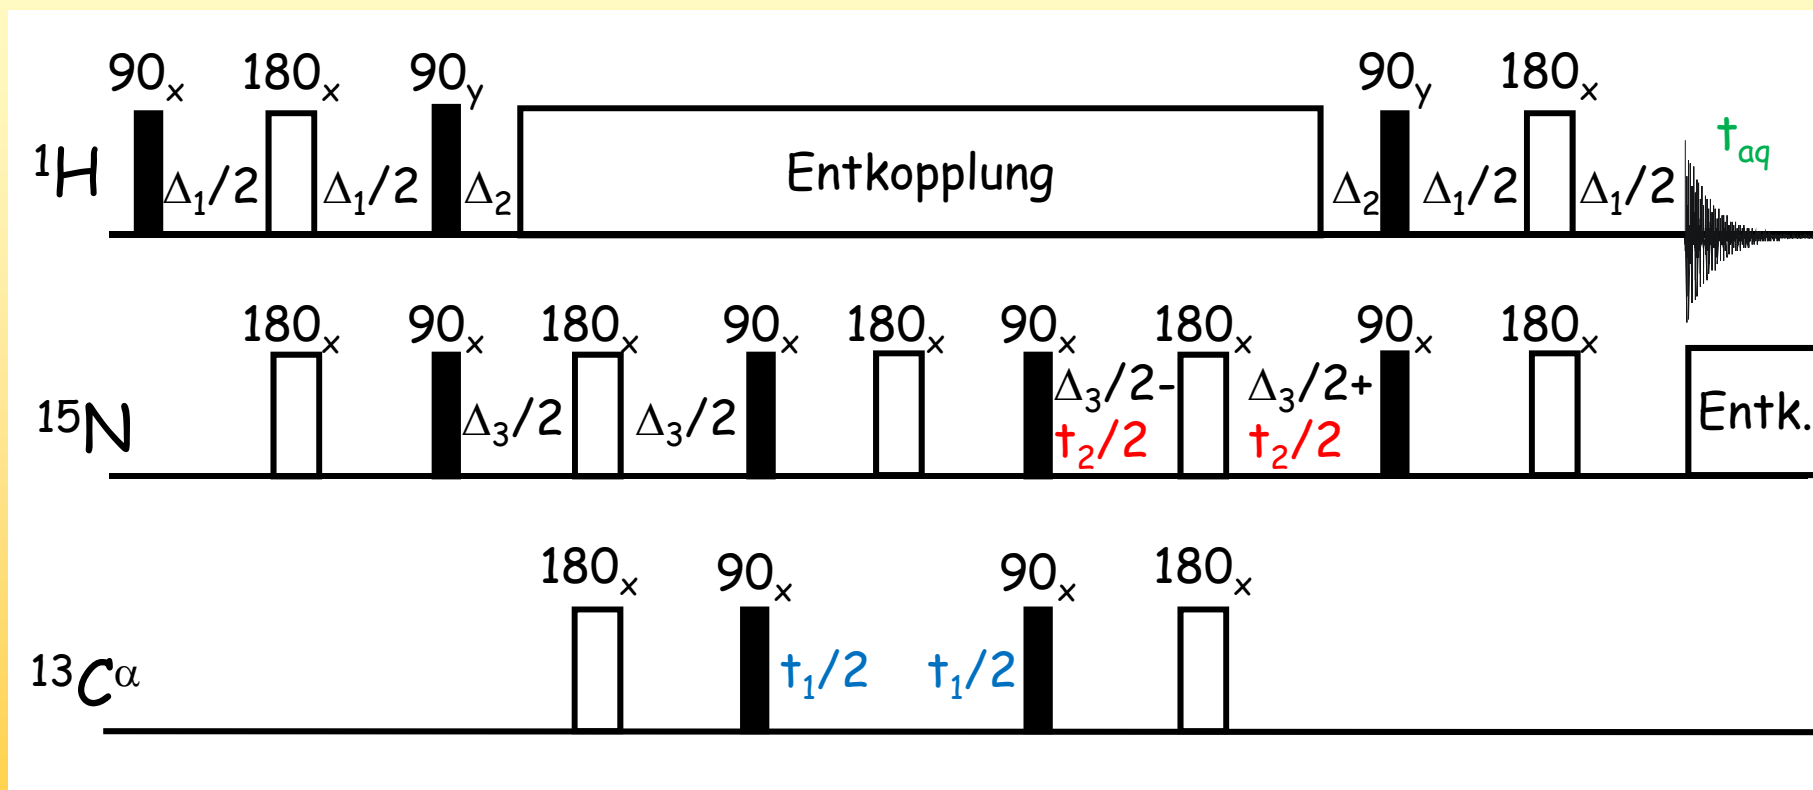 90x 180x 90y 90y 180x
1H Δ1/2 Δ1/2 Δ2 Entkopplung Δ2 Δ1/2 Δ1/2 taq
180x 90x 180x 90x 180x 90x 180x 90x 180x
15N Δ3/2 Δ3/2 Δ3/2- Δ3/2+ Entk.
t2/2 t2/2
180x 90x 90x 180x
13Cα t1/2 t1/2